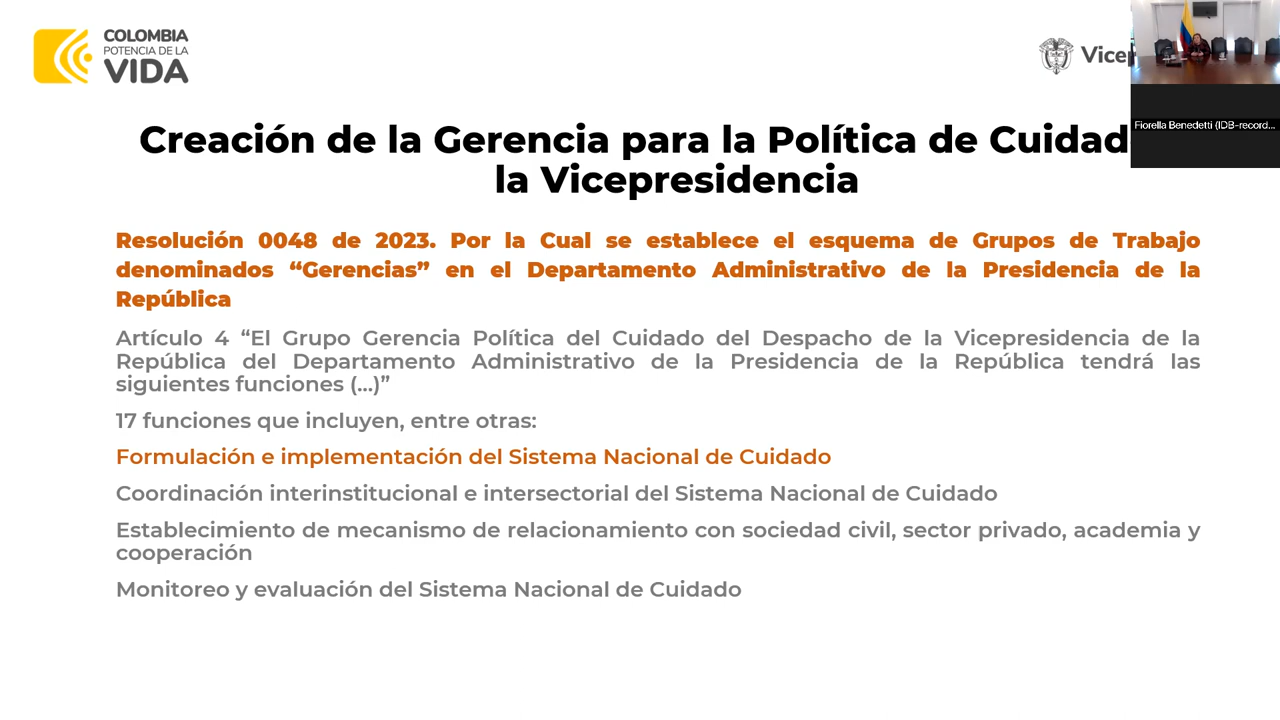 COLOMBIA
POTENCIA DE LA
VIDA
Fiorella Benedetti (IDB-record...
Creación de la Gerencia para la Política de
la Vicepresidencia
Resolución 0048 de 2023. Por la Cual se establece el esquema de Grupos de Trabajo
denominados “Gerencias” en el Departamento Administrativo de la Presidencia de la
República
Artículo 4 “El Grupo Gerencia Política del Cuidado del Despacho de la Vicepresidencia de la
República del Departamento Administrativo de la Presidencia de la República tendrá las
siguientes funciones (...)”
17 funciones que incluyen, entre otras:
Formulación e implementación del Sistema Nacional de Cuidado
Coordinación interinstitucional e intersectorial del Sistema Nacional de Cuidado
Establecimiento de mecanismo de relacionamiento con sociedad civil, sector privado, academia y
cooperación
Monitoreo y evaluación del Sistema Nacional de Cuidado